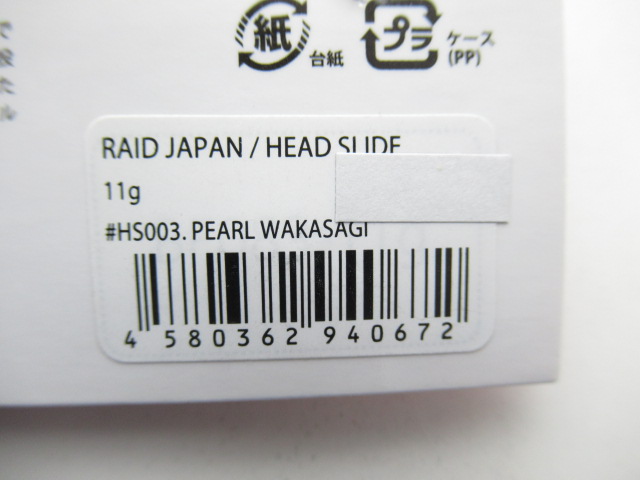 紙
台紙
プラ
ケース
(PP)
RAID JAPAN / HEAD SLIDE
11g
#HS003. PEARL WAKASAGI
4 580362 940672